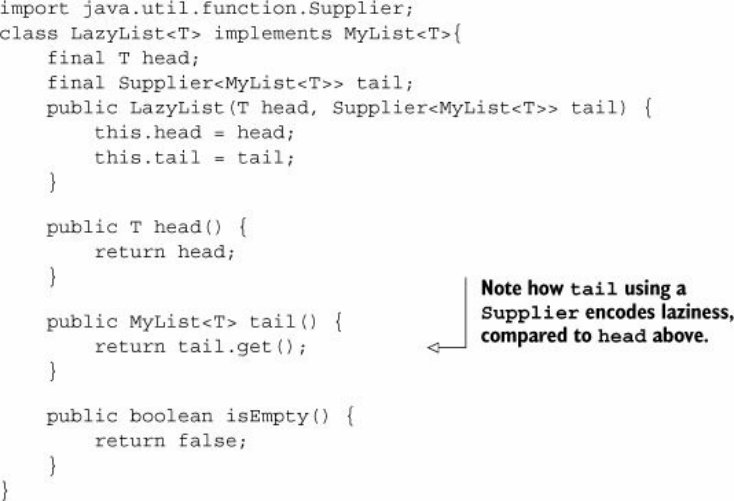 import java.util.function.Supplier;
class LazyList<T> implements MyList<T>{
    final T head;
    final Supplier<MyList<T>> tail;
    public LazyList(T head, Supplier<MyList<T>> tail) {
        this.head = head;
        this.tail = tail;
    }

    public T head() {
        return head;
    }

    public MyList<T> tail() {
        return tail.get();
    }

    public boolean isEmpty() {
        return false;
    }
}
Note how tail using a
Supplier encodes laziness,
compared to head above.